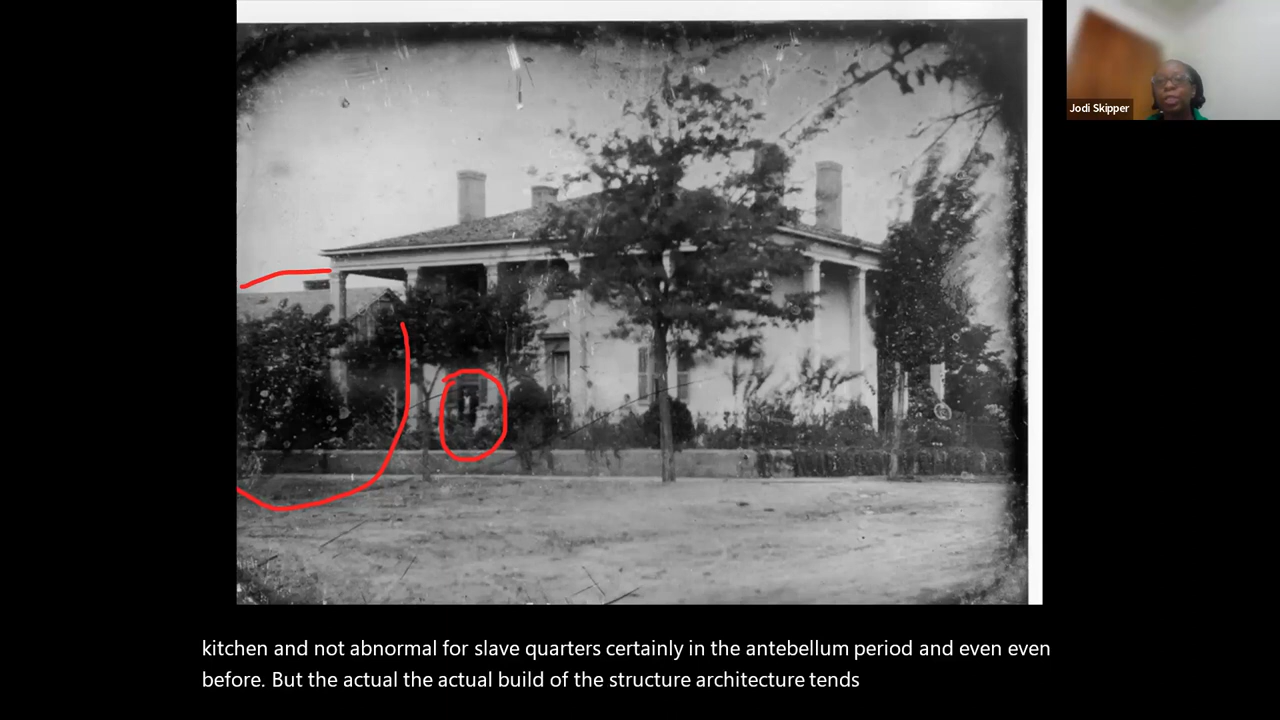 Jodi Skipper
kitchen and not abnormal for slave quarters certainly in the antebellum period and even even
before. But the actual the actual build of the structure architecture tends